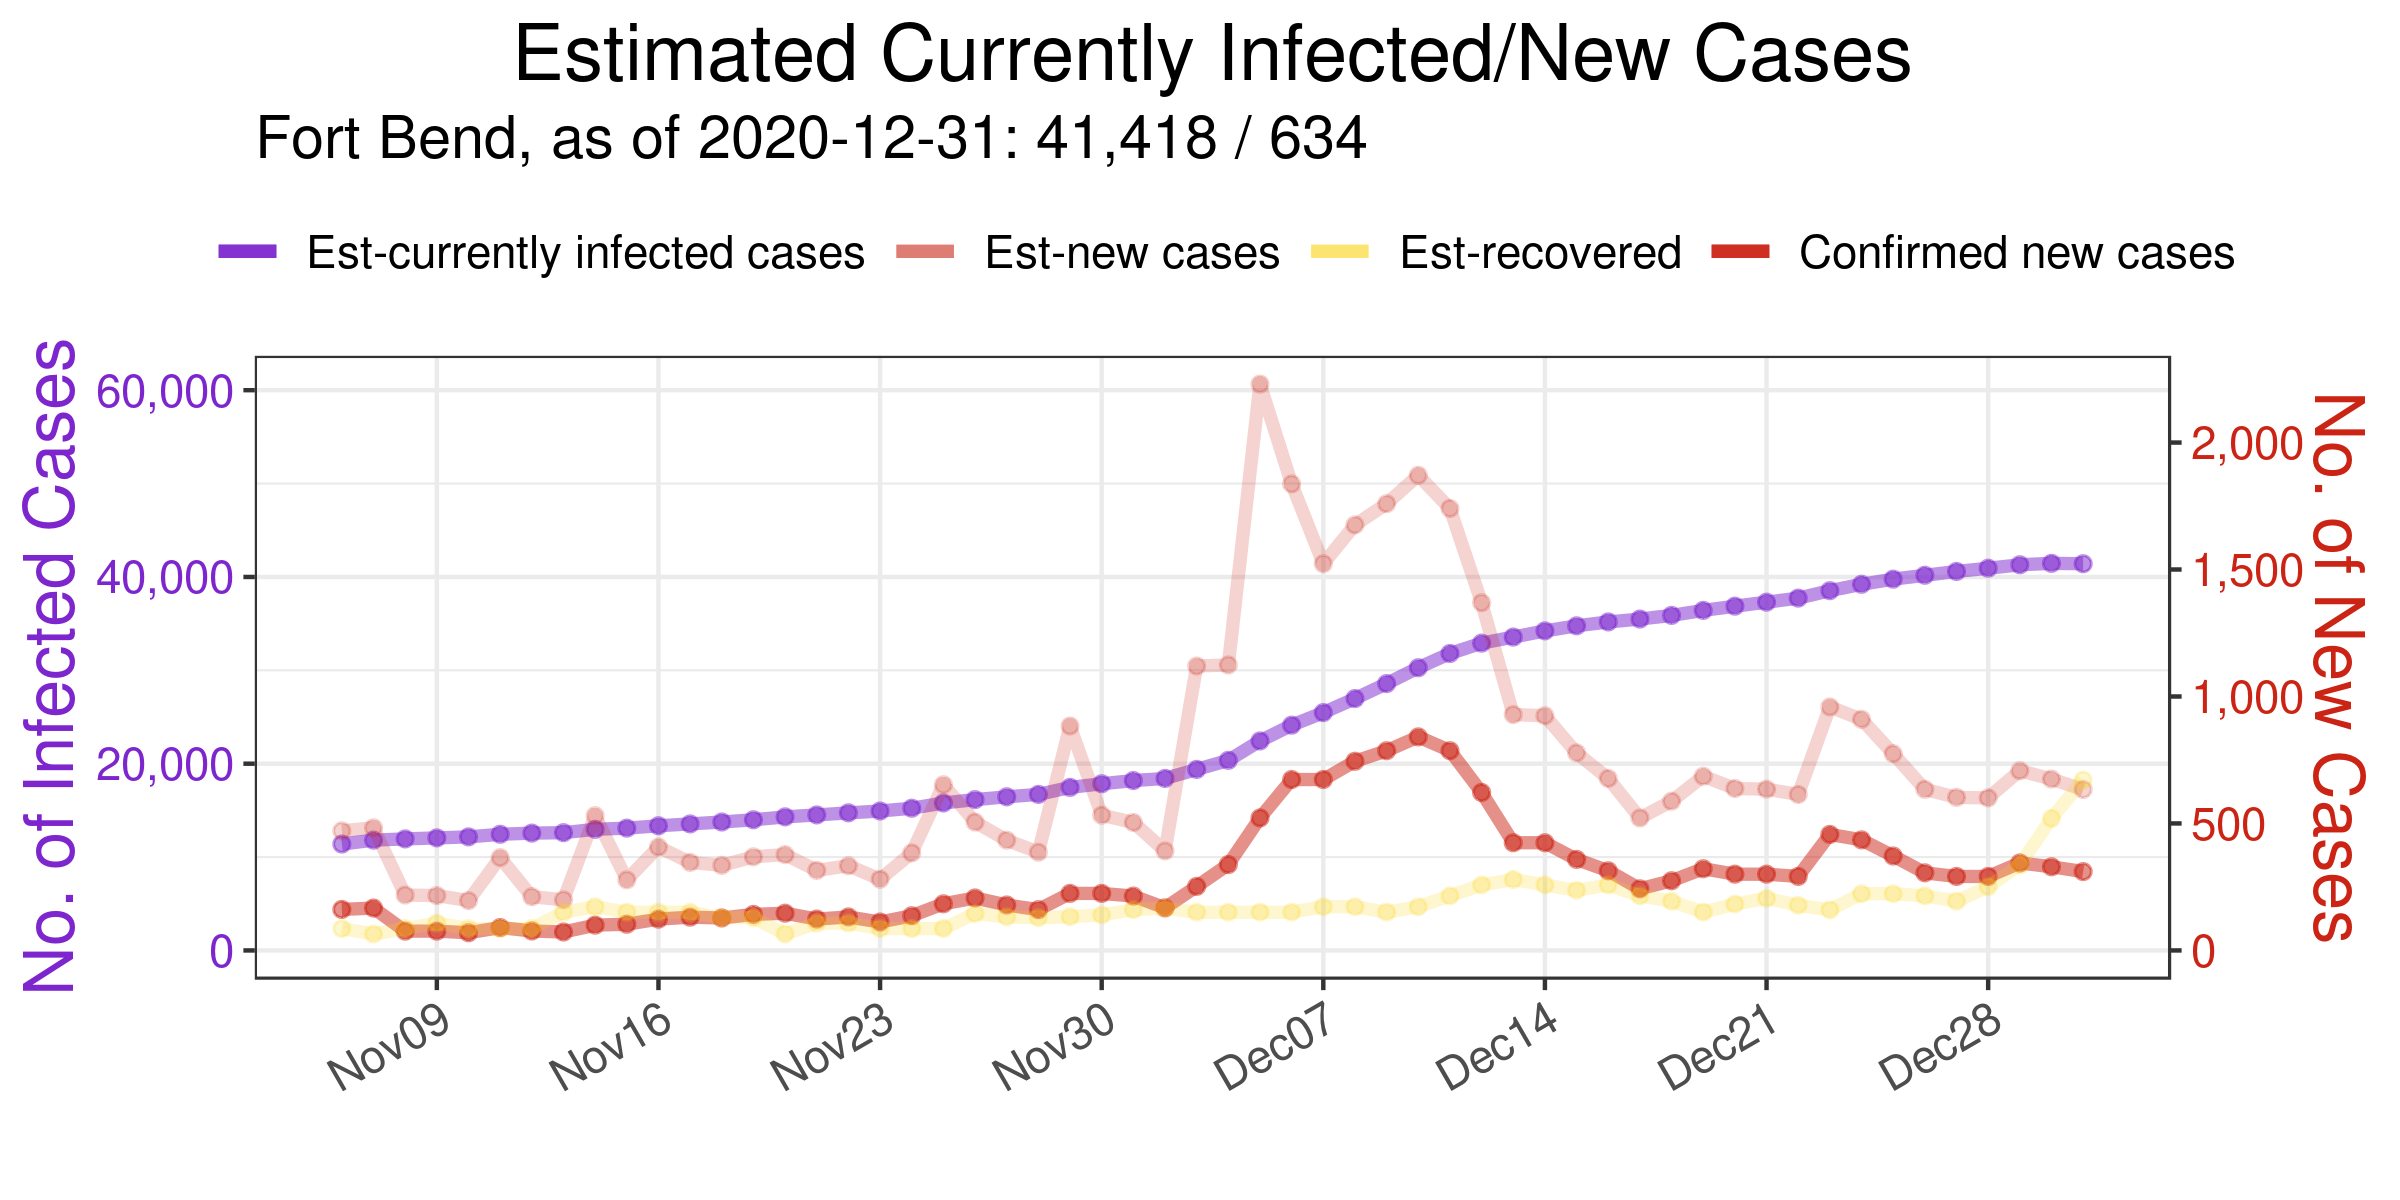 Estimated Currently Infected/New Cases
Fort Bend, as of 2020-12-31: 41,418 / 634
Est-currently infected cases Est-new cases Est-recovered Confirmed new cases
No. of Infected Cases
60,000
40,000
20,000
0
2,000
1,500
1,000
500
0
No. of New Cases
Nov09 Nov16 Nov23 Nov30 Dec07 Dec14 Dec21 Dec28